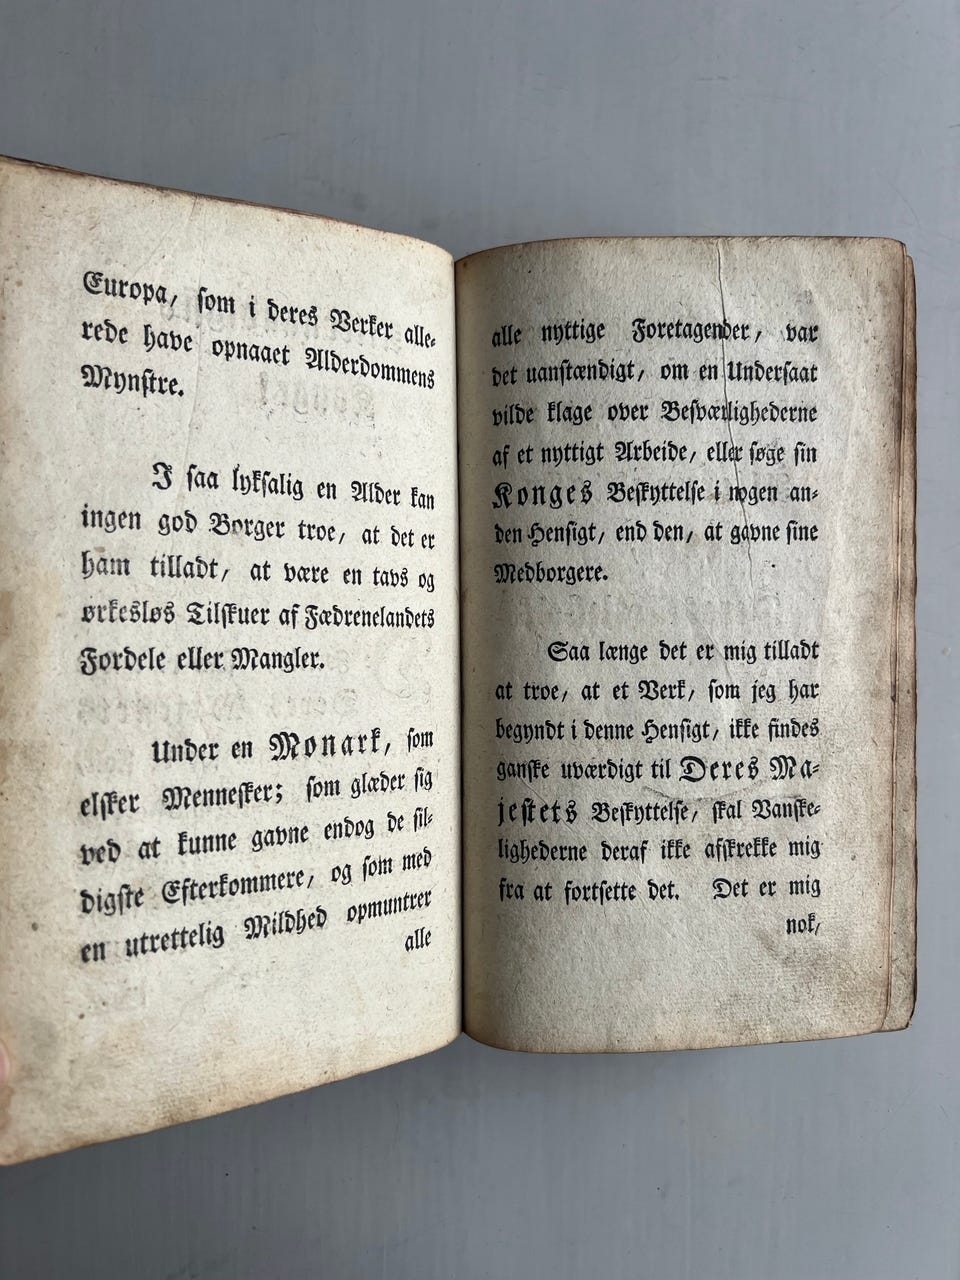 Europa, som i deres Verker alle-
rede have opnaaet Alderdommens
Mynstre.
I saa lyksalig en Alder kan
ingen god Borger troe, at det er
ham tilladt, at være en tavs og
ørkesløs Tilskuer af Fædrenelandets
Fordele eller Mangler.
Under en Monark, som
elsker Mennesker; som glæder sig
ved at kunne gavne endog de sil-
digste Efterkommere, og som med
en utrettelig Mildhed opmuntrer
alle
alle nyttige Foretagender, var
det uanstændigt, om en Undersaat
vilde klage over Besværlighederne
af et nyttigt Arbeide, eller søge sin
Konges Beskyttelse i nogen an-
den Hensigt, end den, at gavne sine
Medborgere.
Saa længe det er mig tilladt
at troe, at et Verk, som jeg har
begyndt i denne Hensigt, ikke findes
ganske uværdigt til Deres Ma-
jestets Beskyttelse, skal Vanske-
lighederne deraf ikke afskrekke mig
fra at fortsette det. Det er mig
nok,